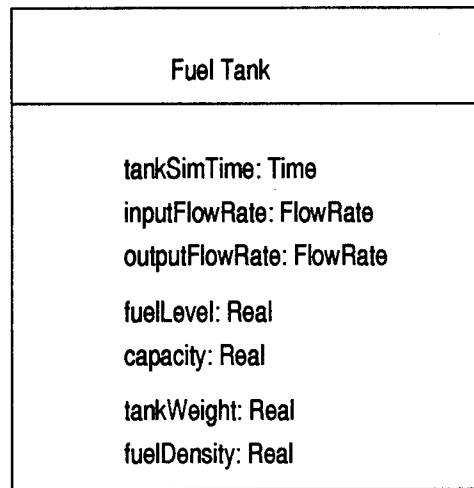 Fuel Tank
tankSimTime: Time
inputFlowRate: FlowRate
outputFlowRate: FlowRate
fuelLevel: Real
capacity: Real
tankWeight: Real
fuelDensity: Real